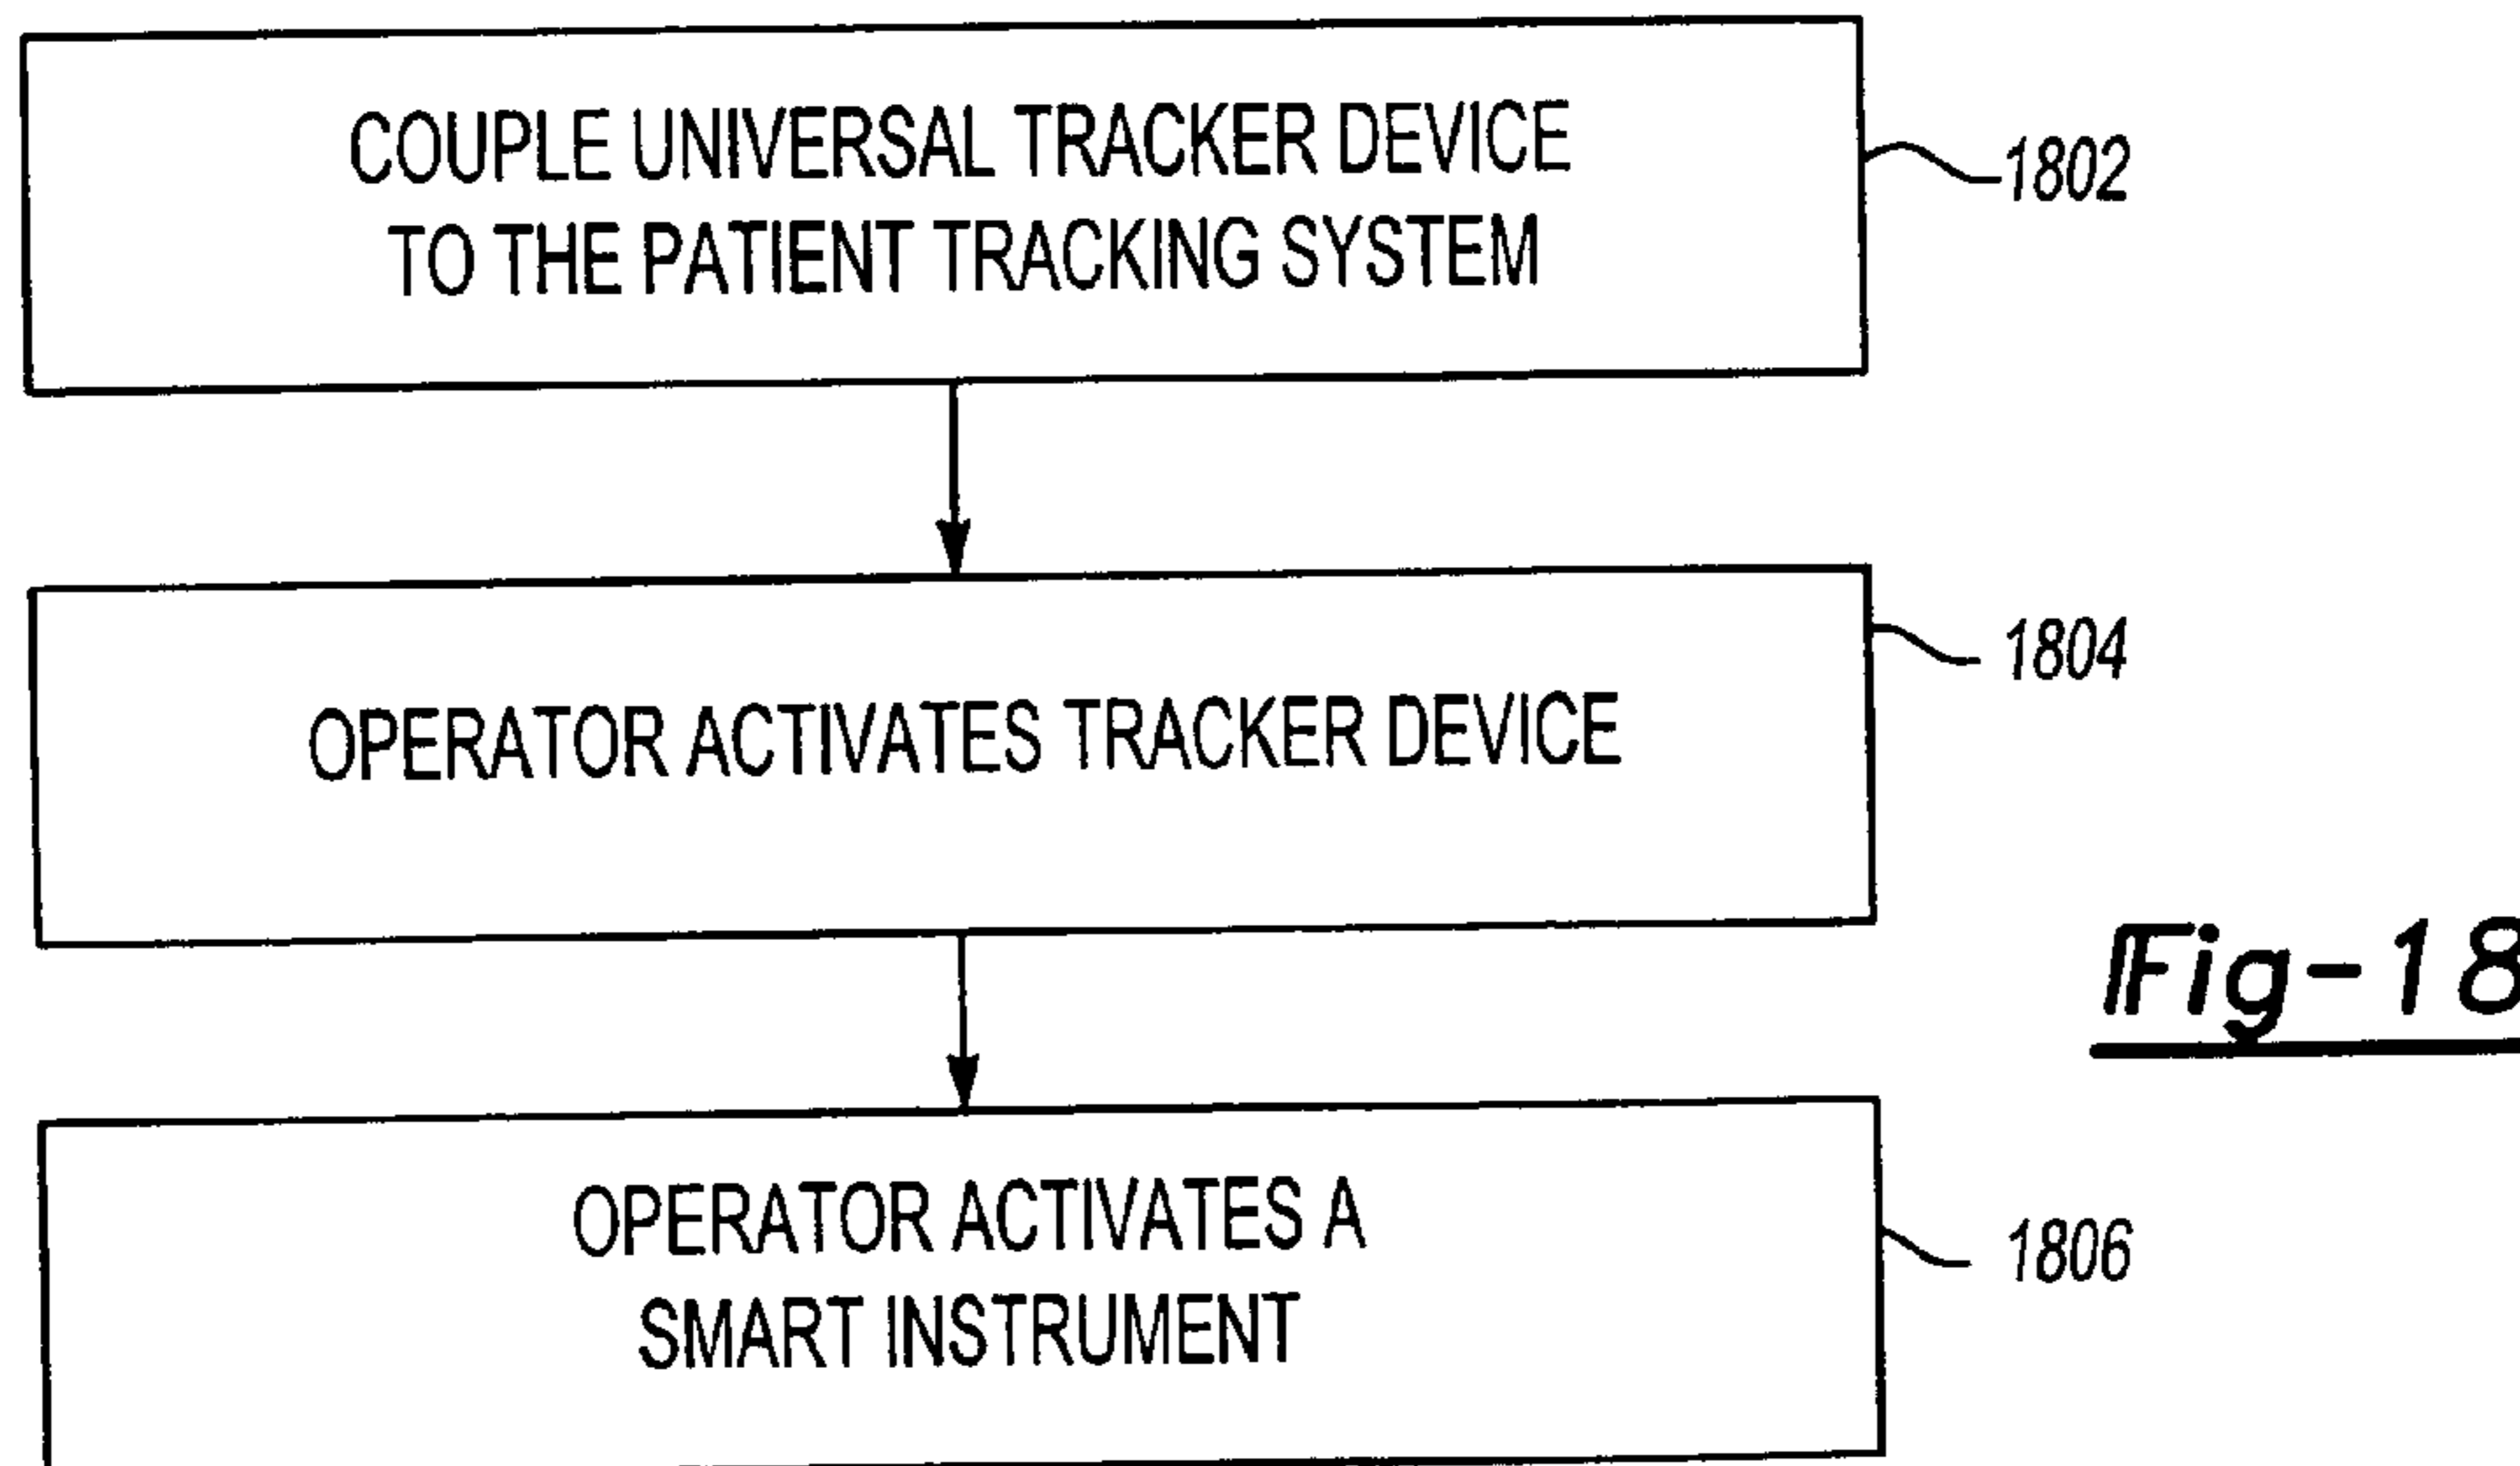 COUPLE UNIVERSAL TRACKER DEVICE
TO THE PATIENT TRACKING SYSTEM
1802
OPERATOR ACTIVATES TRACKER DEVICE
1804
Fig-18
OPERATOR ACTIVATES A
SMART INSTRUMENT
1806